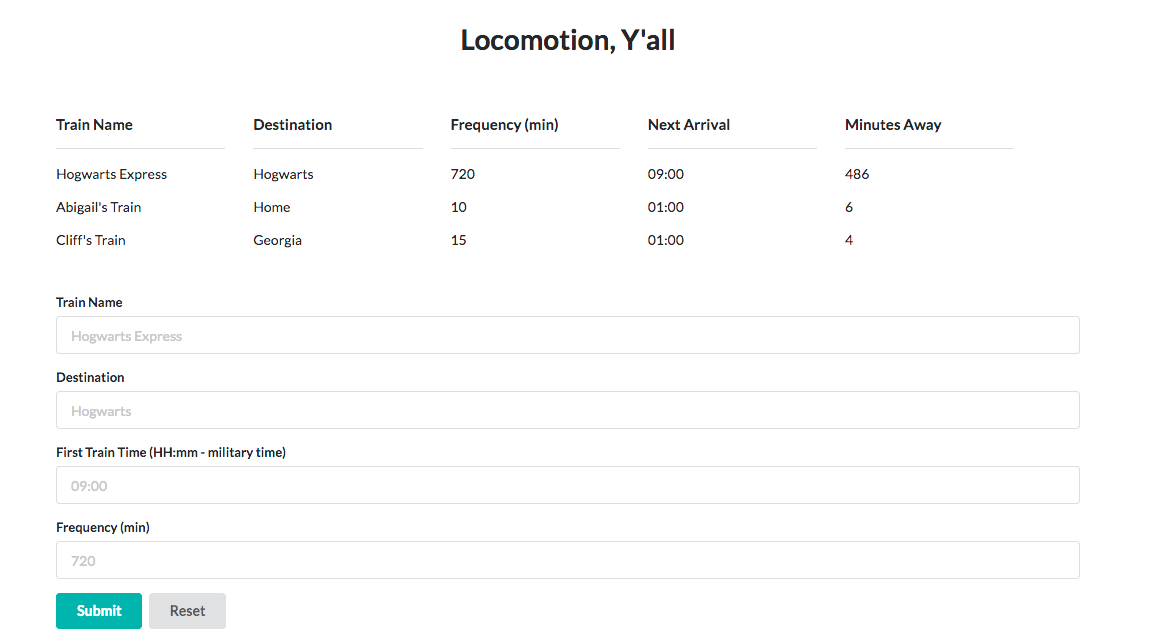 Locomotion, Y'all
Train Name Destination Frequency (min) Next Arrival Minutes Away
Hogwarts Express Hogwarts 720 09:00 486
Abigail's Train Home 10 01:00 6
Cliff's Train Georgia 15 01:00 4
Train Name
Hogwarts Express
Destination
Hogwarts
First Train Time (HH:mm - military time)
09:00
Frequency (min)
720
Submit Reset